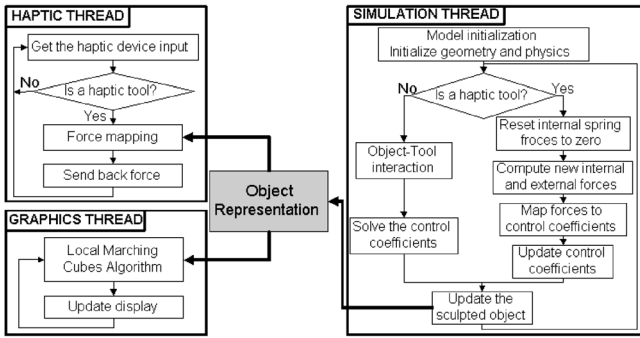 HAPTIC THREAD
Get the haptic device input
No
Is a haptic tool?
Yes
Force mapping
Send back force
GRAPHICS THREAD
Local Marching
Cubes Algorithm
Update display
Object
Representation
SIMULATION THREAD
Model initialization
Initialize geometry and physics
No
Is a haptic tool?
Yes
Object-Tool
interaction
Solve the control
coefficients
Reset internal spring
froces to zero
Compute new internal
and external forces
Map forces to
control coefficients
Update control
coefficients
Update the
sculpted object